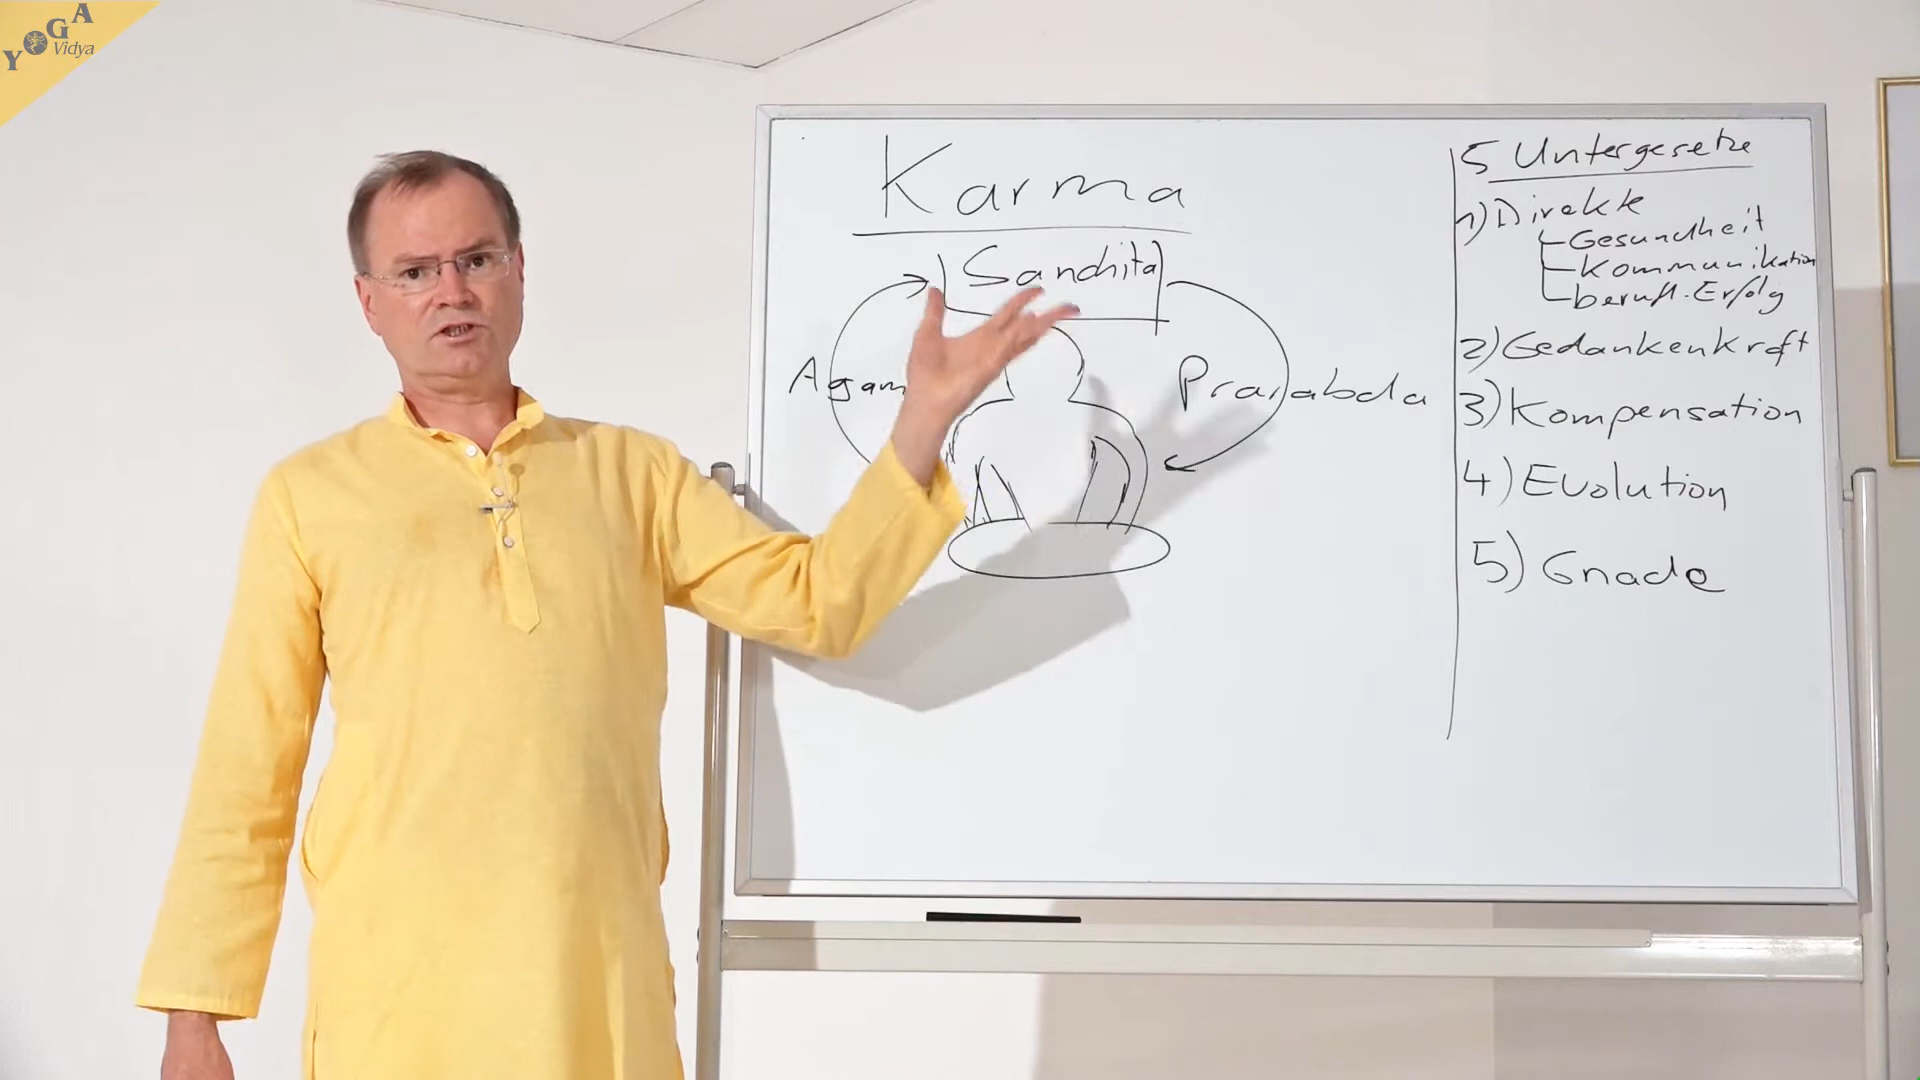 YOGA
Vidya
Karma
Sanchita
Agam
Prarabda
5 Untergesetze
1) Direkte
Gesundheit
Kommunikation
berufl. Erfolg
2) Gedankenkraft
3) Kompensation
4) Evolution
5) Gnade